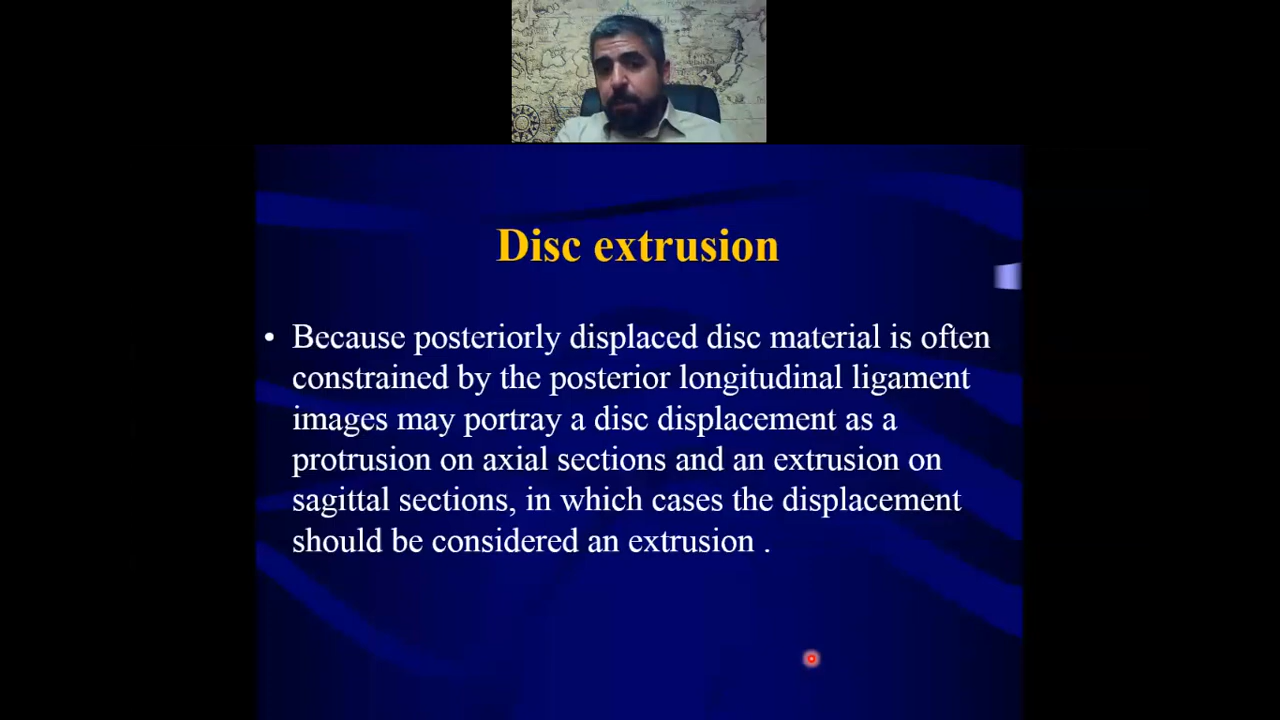 Disc extrusion
• Because posteriorly displaced disc material is often
constrained by the posterior longitudinal ligament
images may portray a disc displacement as a
protrusion on axial sections and an extrusion on
sagittal sections, in which cases the displacement
should be considered an extrusion .